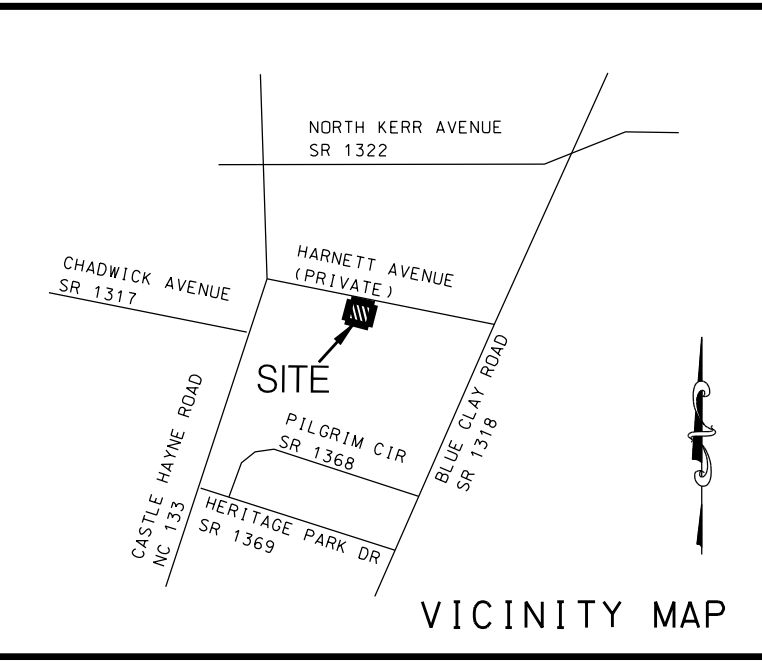 NORTH KERR AVENUE
SR 1322
HARNETT AVENUE
(PRIVATE)
CHADWICK AVENUE
SR 1317
SITE
BLUE CLAY ROAD
SR 1318
PILGRIM CIR
SR 1368
CASTLE HAYNE ROAD
NC 133
HERITAGE PARK DR
SR 1369
VICINITY MAP